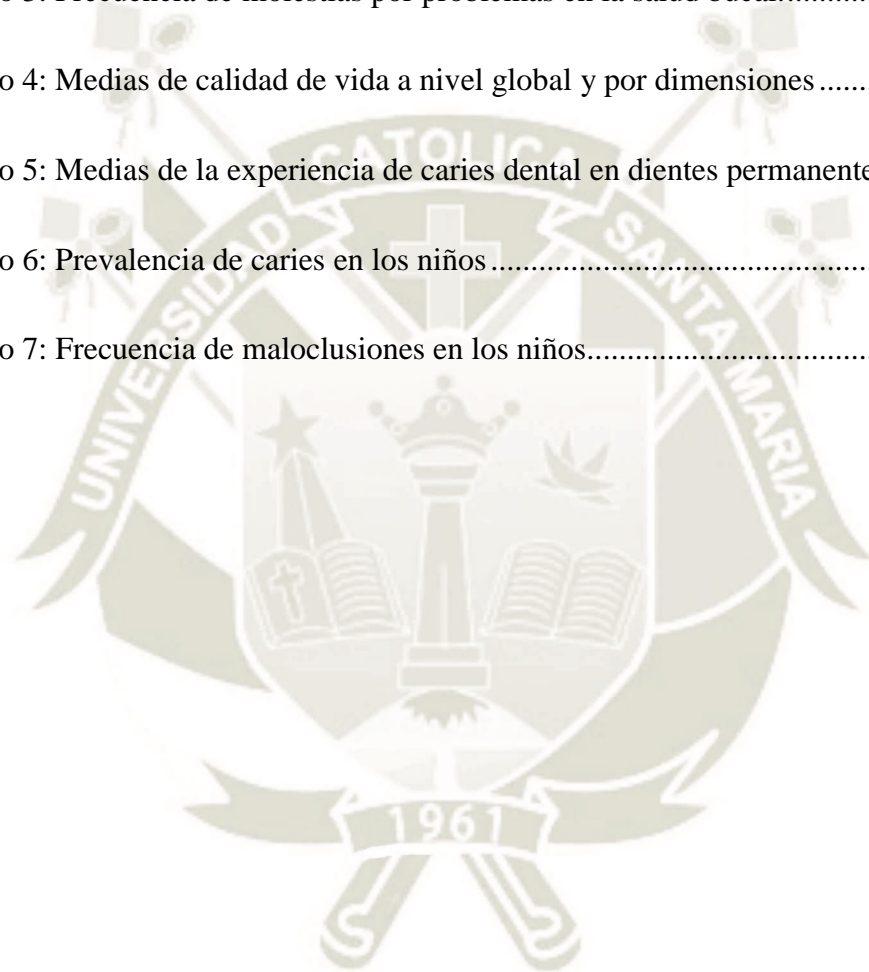 o 3: Frecuencia de molestias por problemas en la salud bucal..........
o 4: Medias de calidad de vida a nivel global y por dimensiones.......
o 5: Medias de la experiencia de caries dental en dientes permanente
o 6: Prevalencia de caries en los niños...........................................
o 7: Frecuencia de maloclusiones en los niños................................
UNIVERSIDAD CATOLICA SANTA MARIA
1961